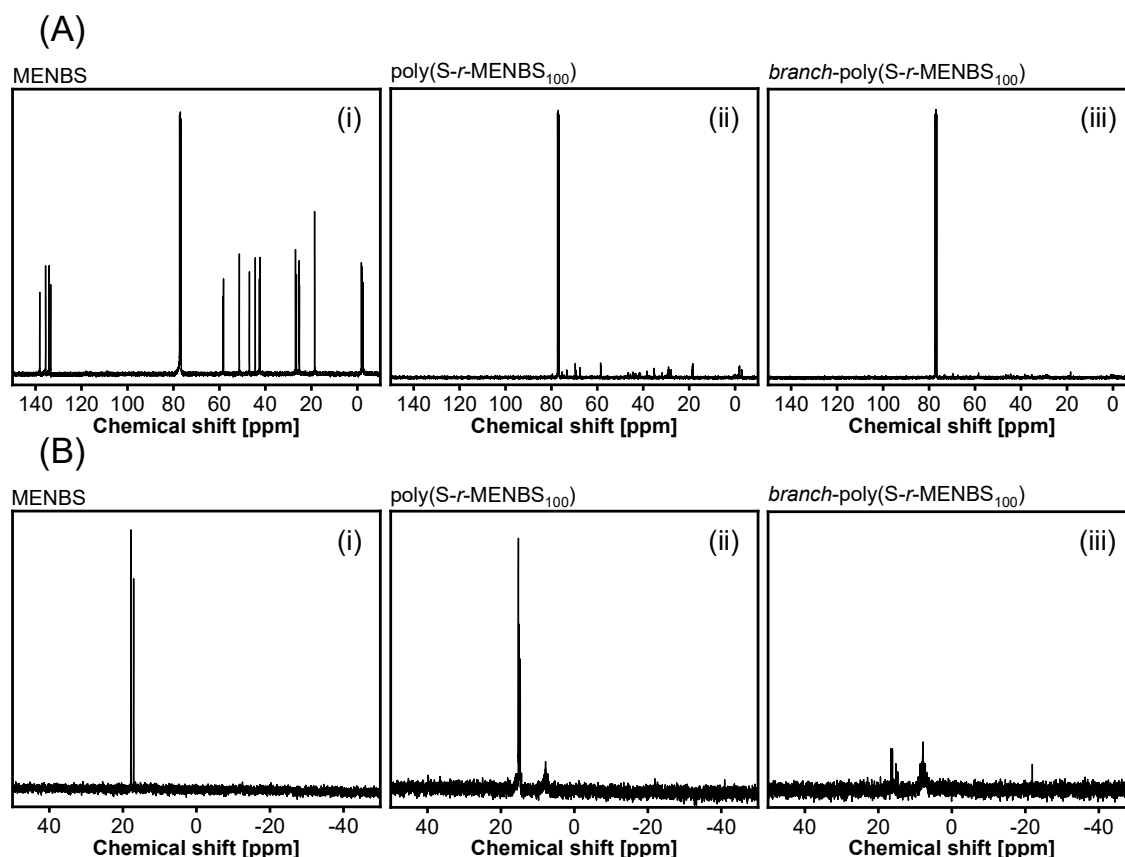 (A)
MENBS
poly(S-r-MENBS100)
branch-poly(S-r-MENBS100)
(i)
(ii)
(iii)
140 120 100 80 60 40 20 0
140 120 100 80 60 40 20 0
140 120 100 80 60 40 20 0
Chemical shift [ppm]
Chemical shift [ppm]
Chemical shift [ppm]
(B)
MENBS
poly(S-r-MENBS100)
branch-poly(S-r-MENBS100)
(i)
(ii)
(iii)
40 20 0 -20 -40
40 20 0 -20 -40
40 20 0 -20 -40
Chemical shift [ppm]
Chemical shift [ppm]
Chemical shift [ppm]